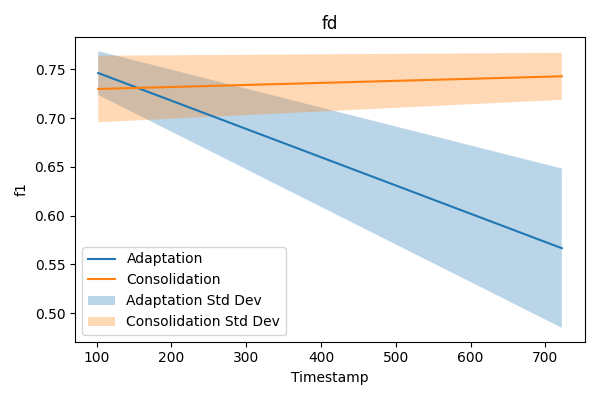 fd
0.75
0.70
0.65
0.60
0.55
0.50
f1
Adaptation
Consolidation
Adaptation Std Dev
Consolidation Std Dev
100 200 300 400 500 600 700
Timestamp